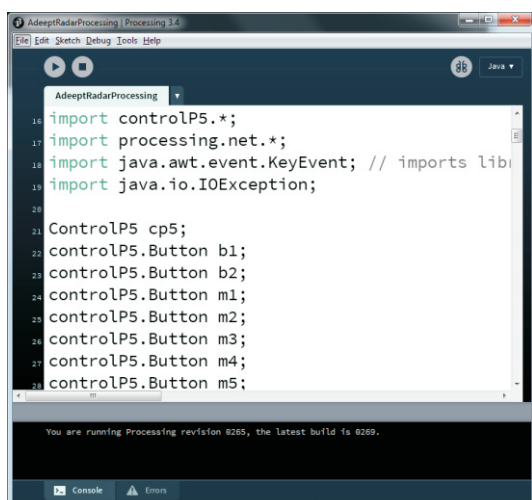 AdeeptRadarProcessing | Processing 3.4
File Edit Sketch Debug Tools Help
Java ▼
AdeeptRadarProcessing ▼
16 import controlP5.*;
17 import processing.net.*;
18 import java.awt.event.KeyEvent; // imports libr
19 import java.io.IOException;
20
21 ControlP5 cp5;
22 controlP5.Button b1;
23 controlP5.Button b2;
24 controlP5.Button m1;
25 controlP5.Button m2;
26 controlP5.Button m3;
27 controlP5.Button m4;
28 controlP5.Button m5;
You are running Processing revision 0265, the latest build is 0269.
Console Errors